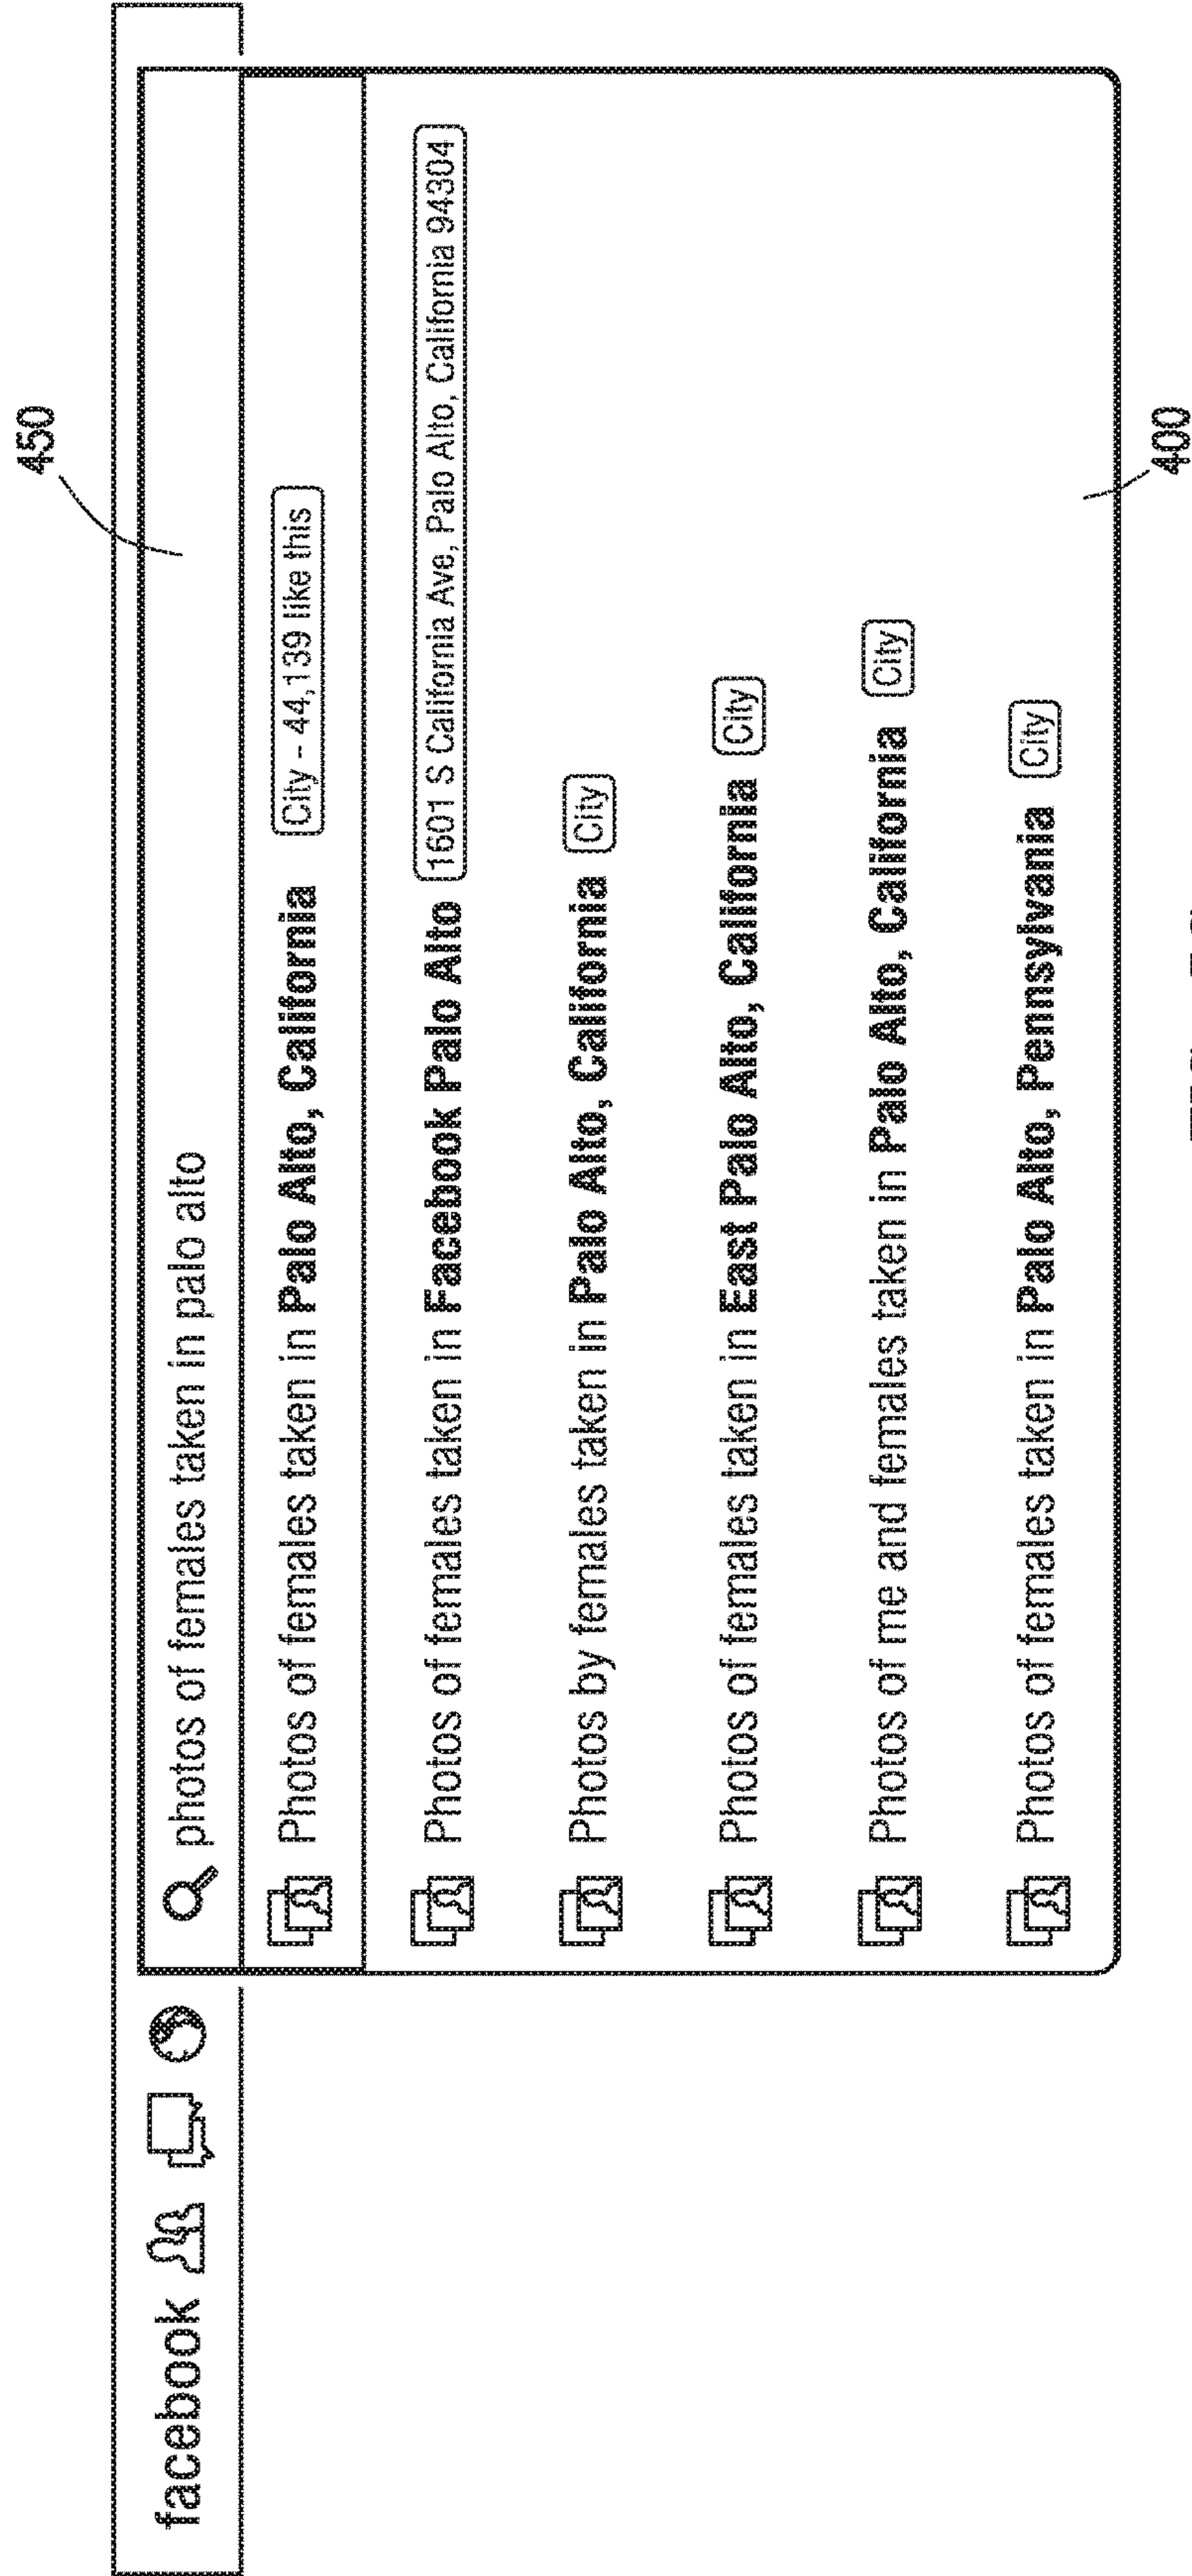 450
facebook photos of females taken in palo alto
Photos of females taken in Palo Alto, California City - 44,139 like this
Photos of females taken in Facebook Palo Alto 1601 S California Ave, Palo Alto, California 94304
Photos by females taken in Palo Alto, California City
Photos of females taken in East Palo Alto, California City
Photos of me and females taken in Palo Alto, California City
Photos of females taken in Palo Alto, Pennsylvania City
400